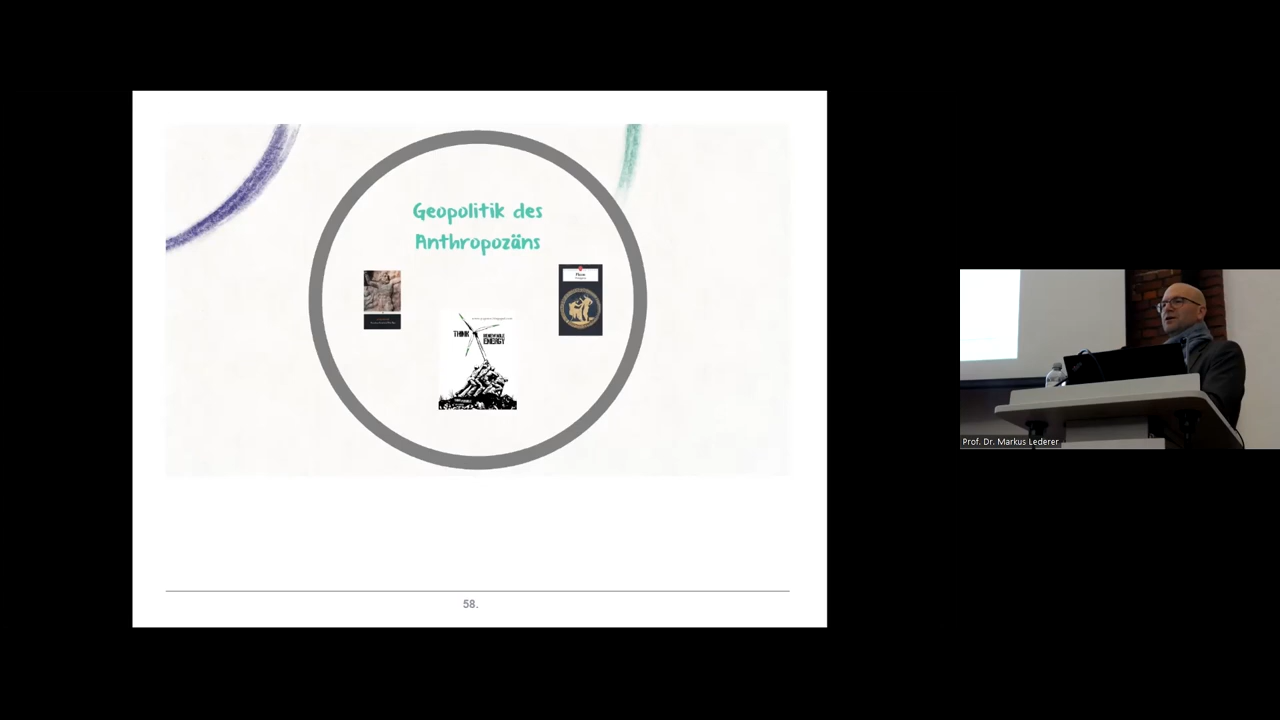 Geopolitik des
Anthropozäns
THINK RENEWABLE
ENERGY
58.
Prof. Dr. Markus Lederer